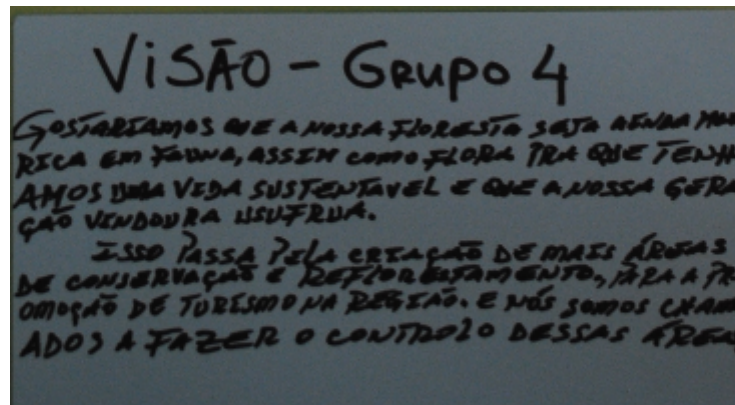 VISÃO - GRUPO 4
GOSTARIAMOS QUE A NOSSA FLORESTA SEJA AINDA
RICA EM FAUNA, ASSIM COMO FLORA PRA QUE TENH
AMOS UMA VIDA SUSTENTAVEL E QUE A NOSSA GERA
ÇÃO VINDOURA USUFRUA.
ISSO PASSA PELA CRIAÇÃO DE MAIS ÁREAS
DE CONSERVAÇÃO E REFLORESTAMENTO, PARA A PR
OMOÇÃO DE TURISMO NA REGIÃO. E NÓS SOMOS CHAM
ADOS A FAZER O CONTROLO DESSAS ÁREA